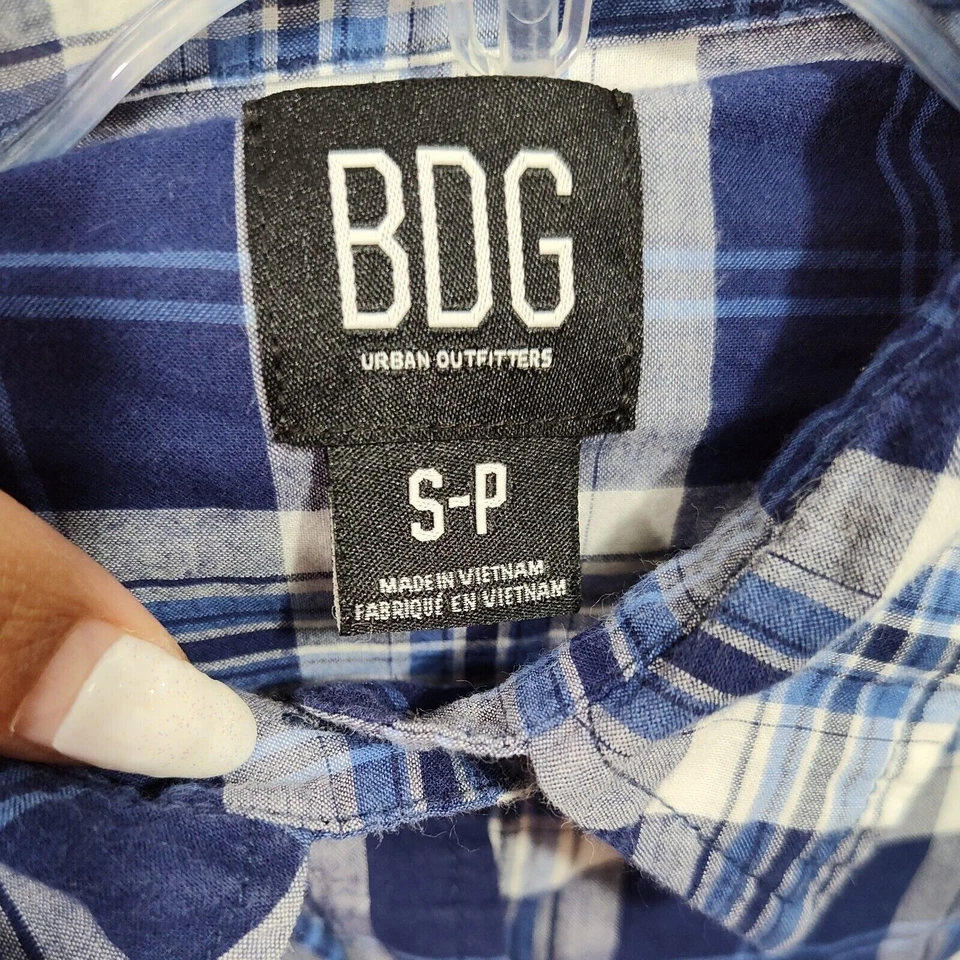 BDG
URBAN OUTFITTERS
S-P
MADE IN VIETNAM
FABRIQUÉ EN VIETNAM